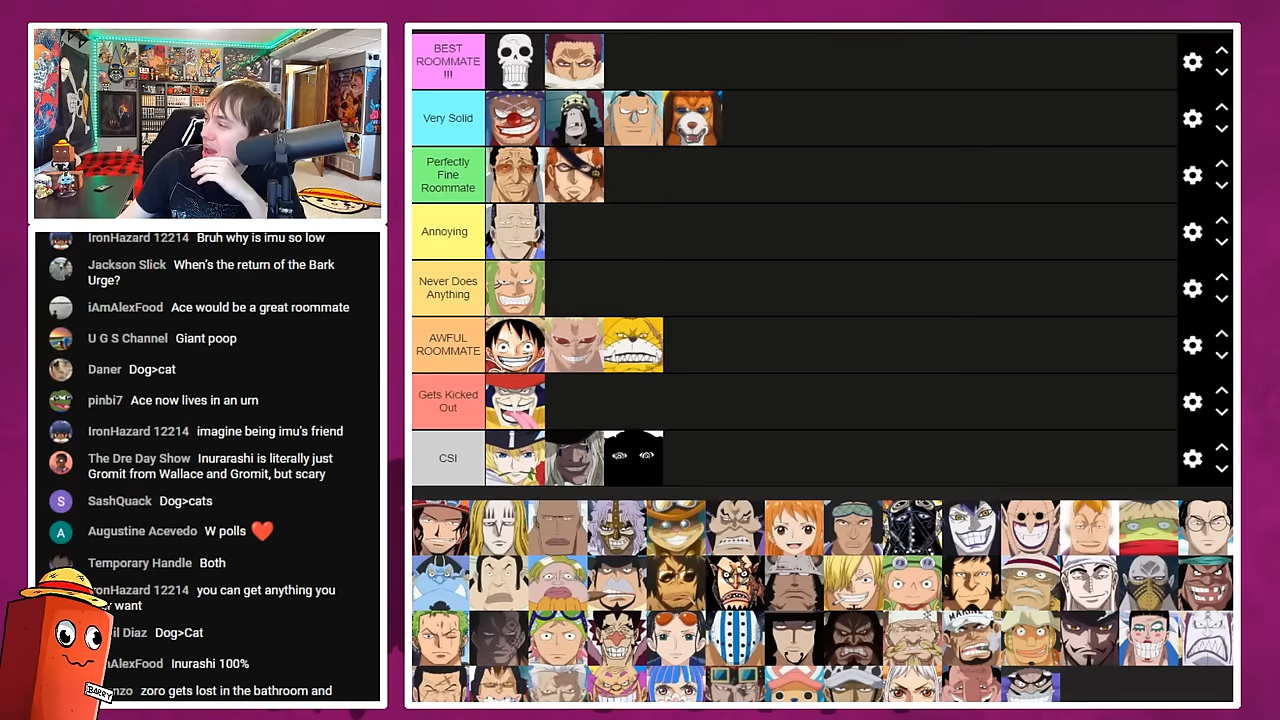 IronHazard 12214 Bruh why is imu so low
Jackson Slick When's the return of the Bark
Urge?
iAmAlexFood Ace would be a great roommate
U G S Channel Giant poop
Daner Dog>cat
pinbi7 Ace now lives in an urn
IronHazard 12214 imagine being imu's friend
The Dre Day Show Inurarashi is literally just
Gromit from Wallace and Gromit, but scary
S SashQuack Dog>cats
A Augustine Acevedo W polls ❤️
Temporary Handle Both
onHazard 12214 you can get anything you
want
il Diaz Dog>Cat
AlexFood Inurashi 100%
nzo zoro gets lost in the bathroom and
BARRY
BEST
ROOMMATE
!!!
Very Solid
Perfectly
Fine
Roommate
Annoying
Never Does
Anything
AWFUL
ROOMMATE
Gets Kicked
Out
CSI
MARINE